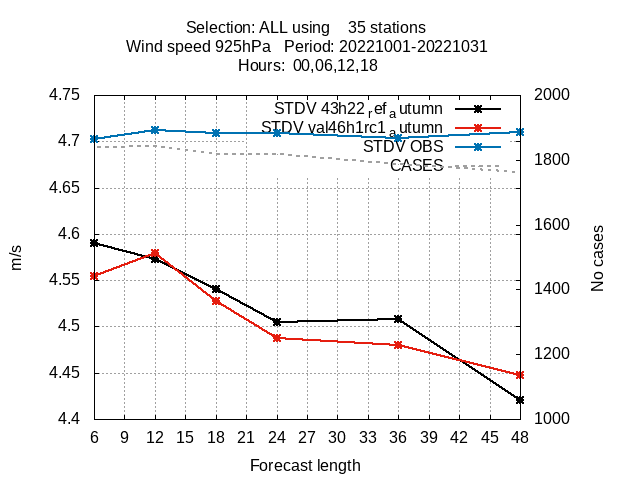 Selection: ALL using 35 stations
Wind speed 925hPa Period: 20221001-20221031
Hours: 00,06,12,18
STDV 43h22refautumn
STDV val46h1rc1autumn
STDV OBS
CASES
4.75
4.7
4.65
4.6
4.55
4.5
4.45
4.4
m/s
2000
1800
1600
1400
1200
1000
No cases
6 9 12 15 18 21 24 27 30 33 36 39 42 45 48
Forecast length